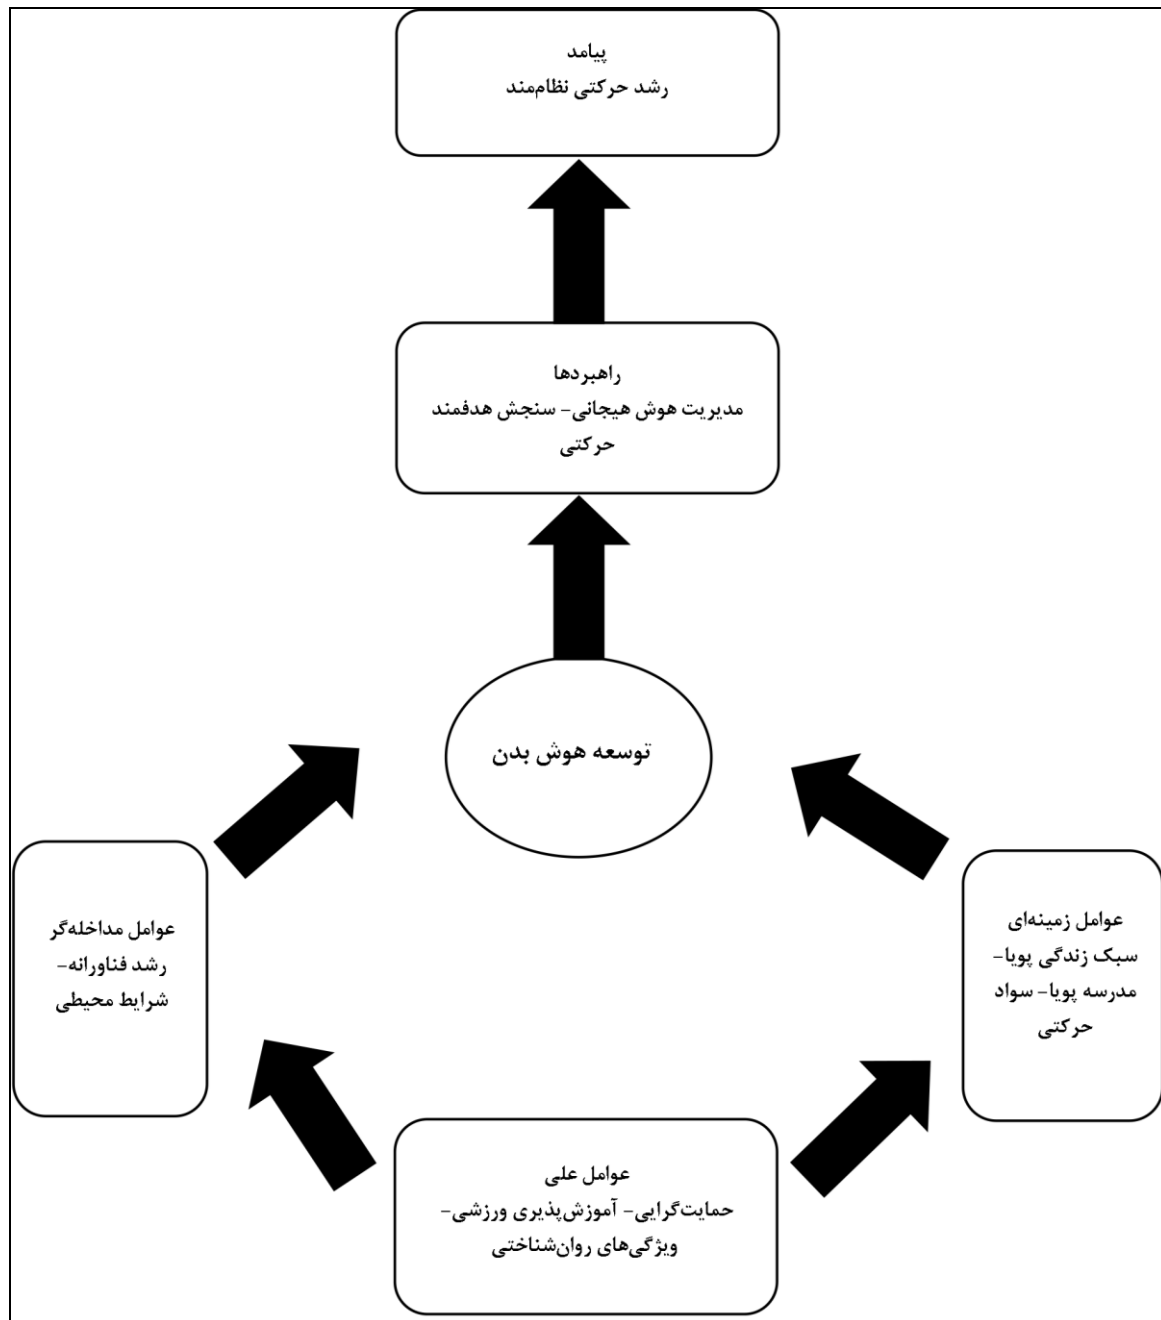 پیامد
رشد حرکتی نظام‌مند
راهبردها
مدیریت هوش هیجانی- سنجش هدفمند
حرکتی
توسعه هوش بدن
عوامل زمینه‌ای
سبک زندگی پویا-
مدرسه پویا- سواد
حرکتی
عوامل مداخله‌گر
رشد فناورانه-
شرایط محیطی
عوامل علی
حمایت‌گرایی- آموزش‌پذیری ورزشی-
ویژگی‌های روان‌شناختی